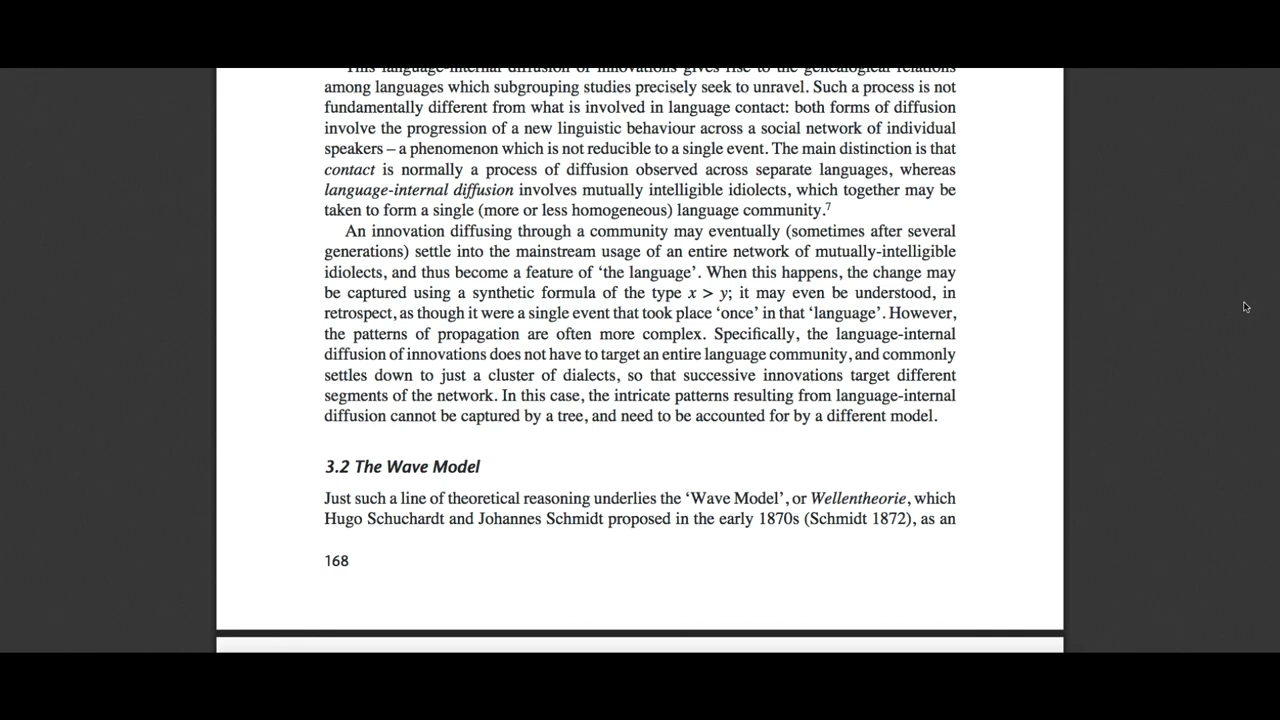 This language-internal diffusion of innovations gives rise to the genealogical relations
among languages which subgrouping studies precisely seek to unravel. Such a process is not
fundamentally different from what is involved in language contact: both forms of diffusion
involve the progression of a new linguistic behaviour across a social network of individual
speakers – a phenomenon which is not reducible to a single event. The main distinction is that
contact is normally a process of diffusion observed across separate languages, whereas
language-internal diffusion involves mutually intelligible idiolects, which together may be
taken to form a single (more or less homogeneous) language community.⁷
An innovation diffusing through a community may eventually (sometimes after several
generations) settle into the mainstream usage of an entire network of mutually-intelligible
idiolects, and thus become a feature of ‘the language’. When this happens, the change may
be captured using a synthetic formula of the type x > y; it may even be understood, in
retrospect, as though it were a single event that took place ‘once’ in that ‘language’. However,
the patterns of propagation are often more complex. Specifically, the language-internal
diffusion of innovations does not have to target an entire language community, and commonly
settles down to just a cluster of dialects, so that successive innovations target different
segments of the network. In this case, the intricate patterns resulting from language-internal
diffusion cannot be captured by a tree, and need to be accounted for by a different model.
3.2 The Wave Model
Just such a line of theoretical reasoning underlies the ‘Wave Model’, or Wellentheorie, which
Hugo Schuchardt and Johannes Schmidt proposed in the early 1870s (Schmidt 1872), as an
168